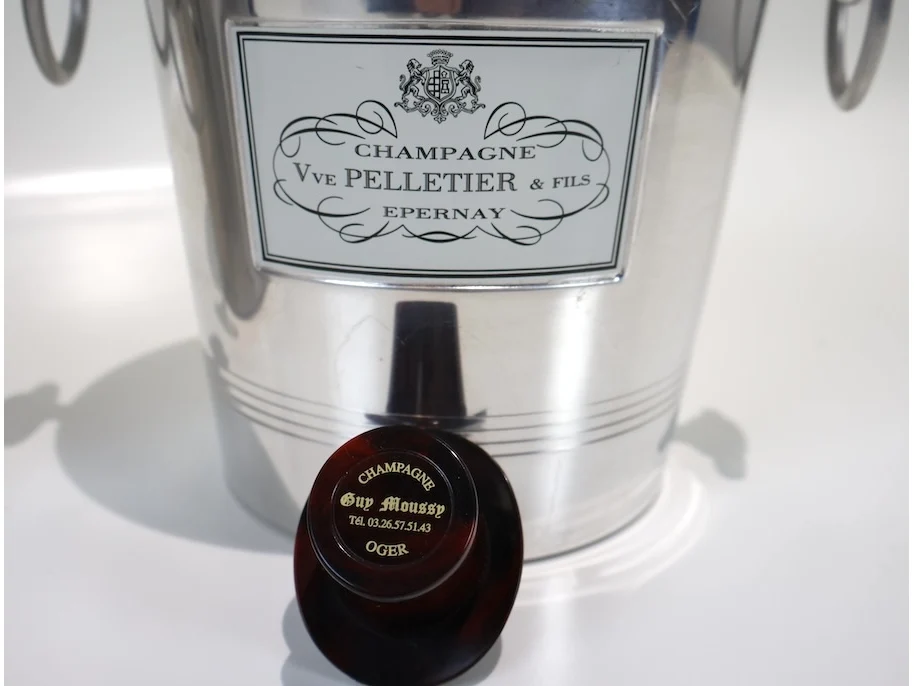 CHAMPAGNE
VVE PELLETIER & FILS
EPERNAY
CHAMPAGNE
Guy Moussy
Tél. 03.26.57.51.43
OGER